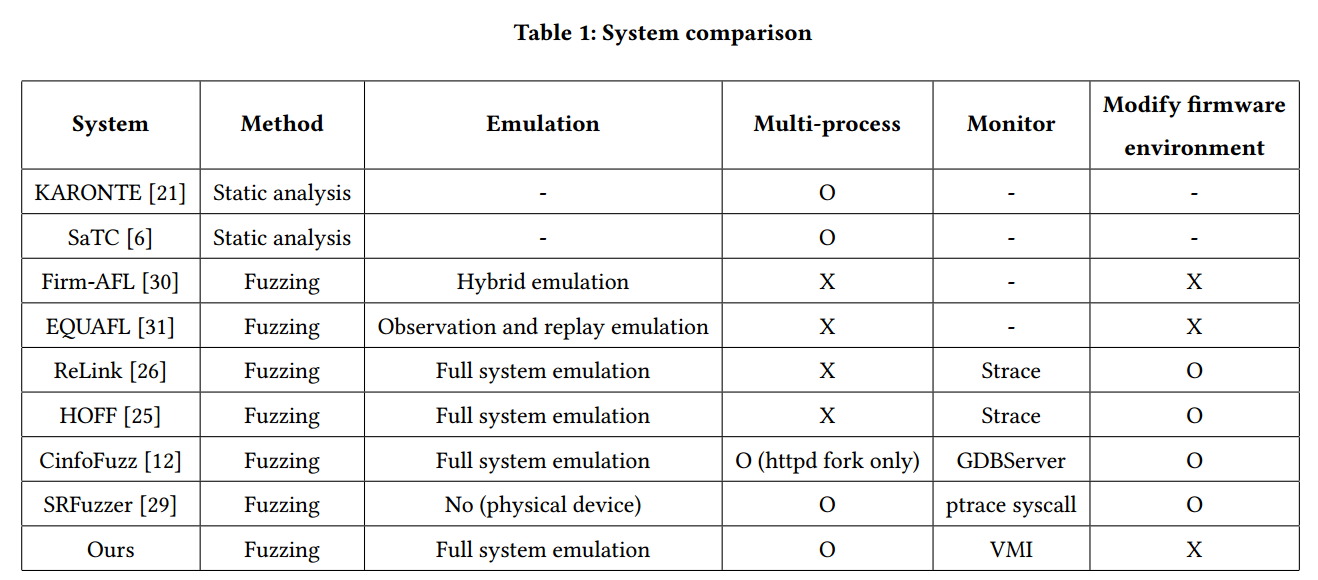 Table 1: System comparison
System Method Emulation Multi-process Monitor Modify firmware environment
KARONTE [21] Static analysis - O - -
SaTC [6] Static analysis - O - -
Firm-AFL [30] Fuzzing Hybrid emulation X - X
EQUAFL [31] Fuzzing Observation and replay emulation X - X
ReLink [26] Fuzzing Full system emulation X Strace O
HOFF [25] Fuzzing Full system emulation X Strace O
CinfoFuzz [12] Fuzzing Full system emulation O (httpd fork only) GDBServer O
SRFuzzer [29] Fuzzing No (physical device) O ptrace syscall O
Ours Fuzzing Full system emulation O VMI X